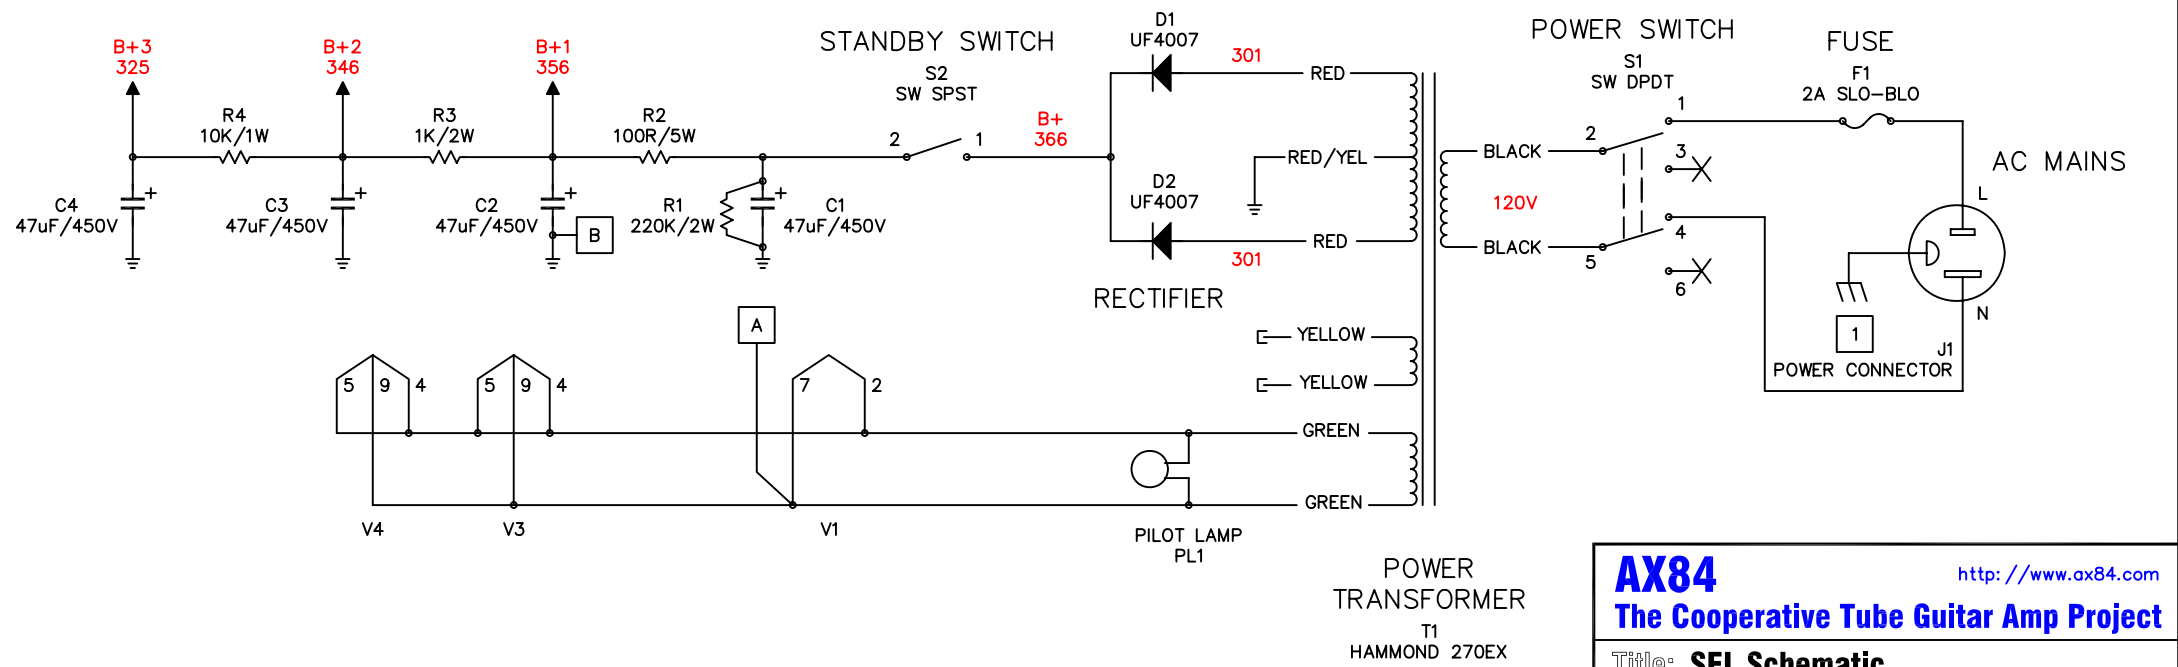 B+3
325
B+2
346
B+1
356
STANDBY SWITCH
S2
SW SPST
2
1
B+
366
D1
UF4007
301
RED
POWER SWITCH
S1
SW DPDT
FUSE
F1
2A SLO-BLO
R4
10K/1W
R3
1K/2W
R2
100R/5W
RED/YEL
BLACK
2
1
3
AC MAINS
L
C4
47uF/450V
+
C3
47uF/450V
+
C2
47uF/450V
+
B
R1
220K/2W
+
C1
47uF/450V
D2
UF4007
RED
301
120V
BLACK
5
4
6
N
1
J1
POWER CONNECTOR
RECTIFIER
A
YELLOW
YELLOW
5
9
4
5
9
4
7
2
GREEN
GREEN
V4
V3
V1
PILOT LAMP
PL1
POWER
TRANSFORMER
T1
HAMMOND 270EX
AX84
http://www.ax84.com
The Cooperative Tube Guitar Amp Project
Title: SEL Schematic